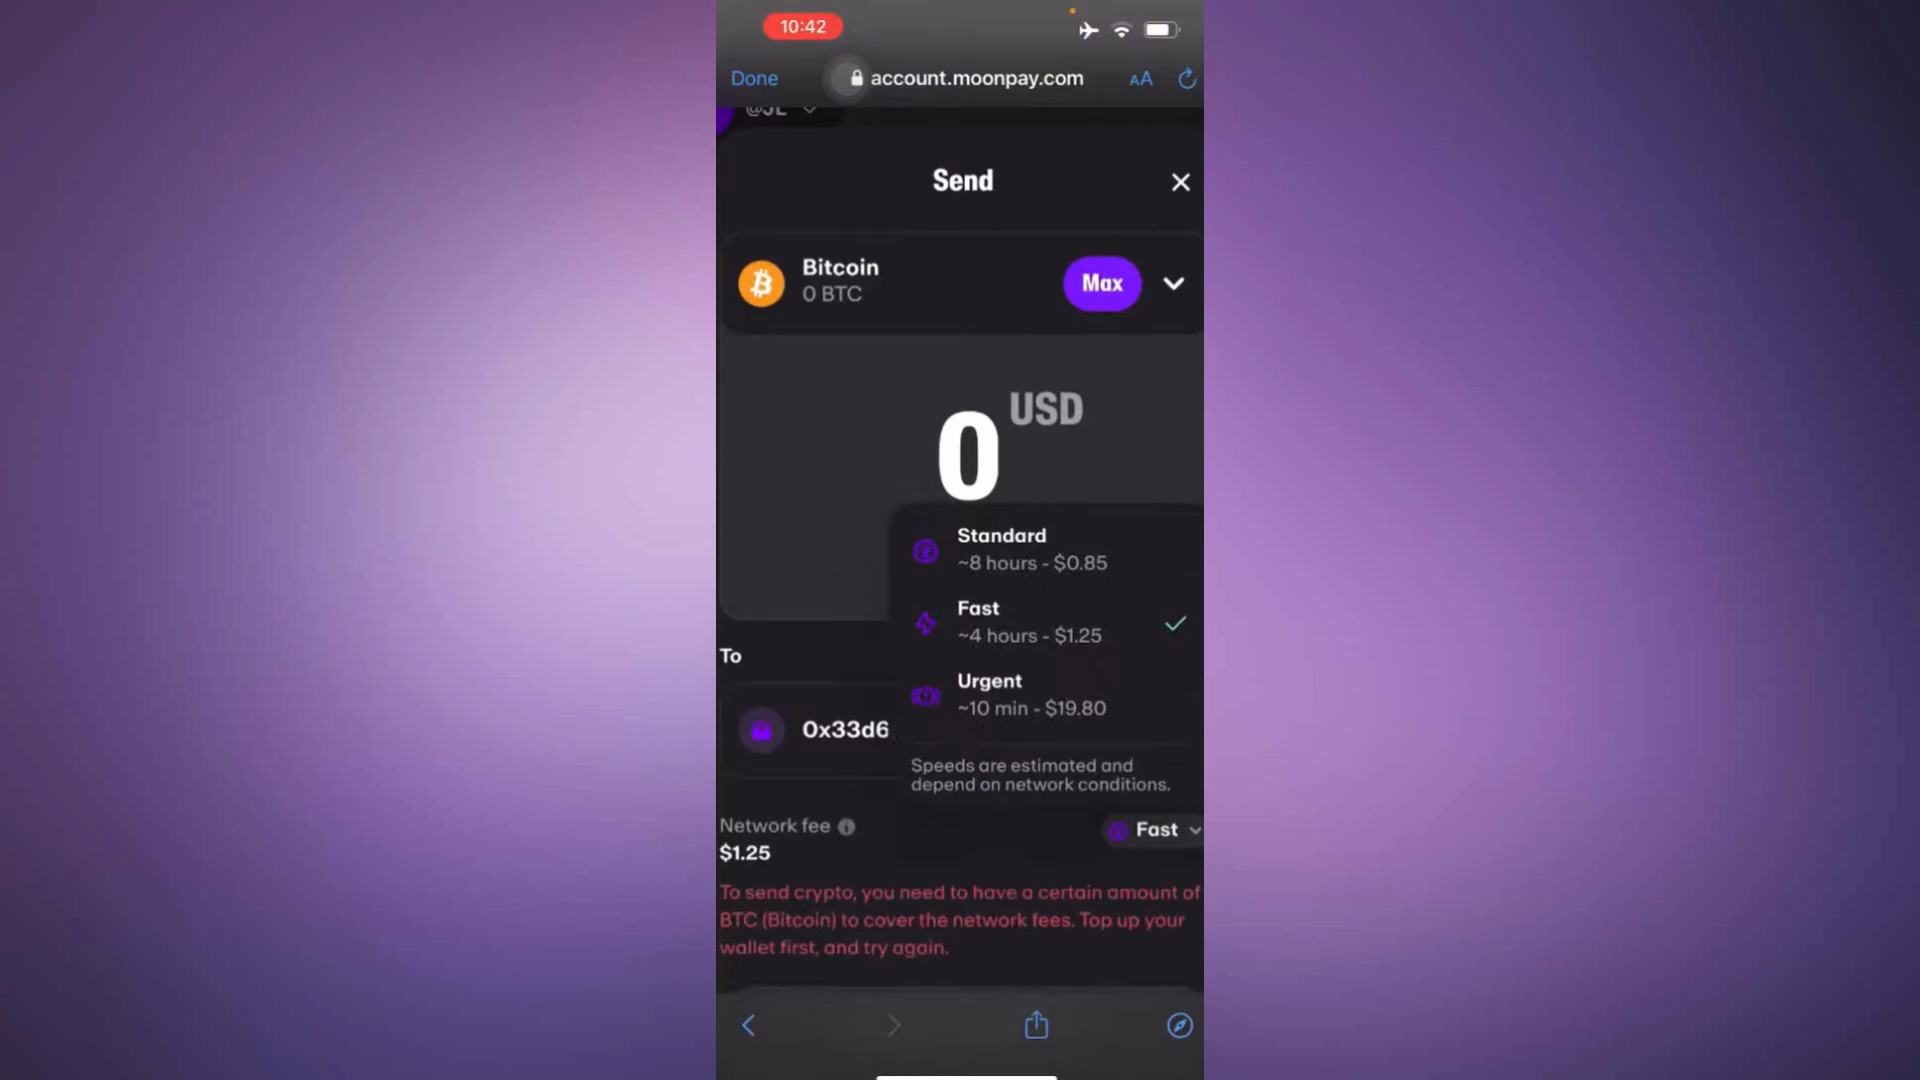 10:42
Done
account.moonpay.com
AA
@JL
Send
Bitcoin
0 BTC
Max
0 USD
Standard
~8 hours - $0.85
Fast
~4 hours - $1.25
Urgent
~10 min - $19.80
Speeds are estimated and
depend on network conditions.
To
0x33d6
Network fee
$1.25
Fast
To send crypto, you need to have a certain amount of
BTC (Bitcoin) to cover the network fees. Top up your
wallet first, and try again.